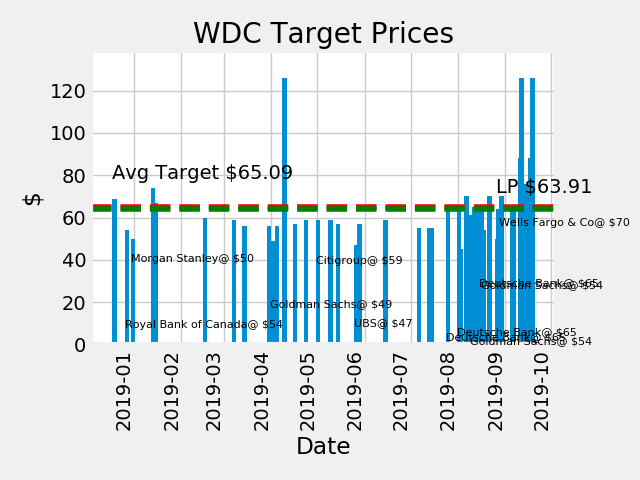 WDC Target Prices
120
100
80
60
40
20
0
$
Avg Target $65.09
LP $63.91
Wells Fargo & Co@ $70
Morgan Stanley@ $50
Citigroup@ $59
Deutsche Bank@ $65
Goldman Sachs@ $54
Goldman Sachs@ $49
Royal Bank of Canada@ $54
UBS@ $47
Deutsche Bank@ $65
Deutsche Bank@ $65
Goldman Sachs@ $54
2019-01
2019-02
2019-03
2019-04
2019-05
2019-06
2019-07
2019-08
2019-09
2019-10
Date